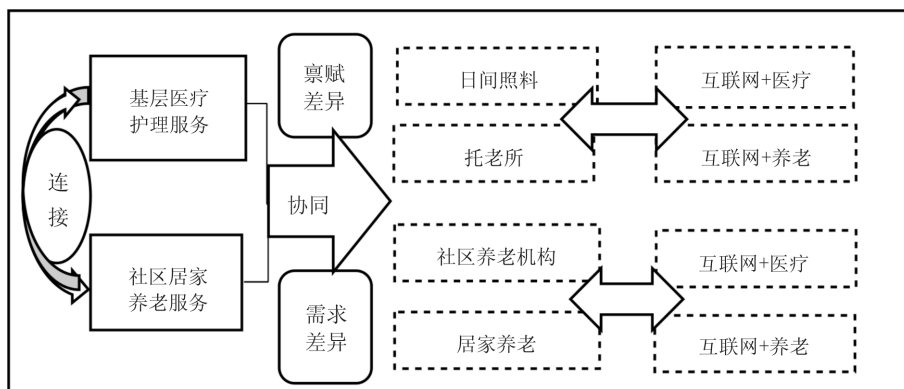 基层医疗
护理服务
连
接
社区居家
养老服务
禀赋
差异
协同
需求
差异
日间照料
托老所
社区养老机构
居家养老
互联网+医疗
互联网+养老
互联网+医疗
互联网+养老